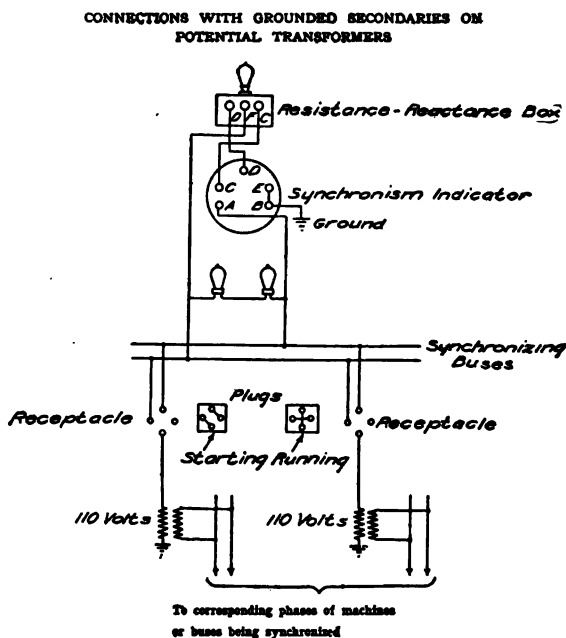 CONNECTIONS WITH GROUNDED SECONDARIES ON
POTENTIAL TRANSFORMERS
D F C
Resistance-Reactance Box
D
C E
A B
Synchronism Indicator
Ground
Synchronizing
Buses
Plugs
Receptacle
Receptacle
Starting Running
110 Volts
110 Volts
To corresponding phases of machines
or buses being synchronized